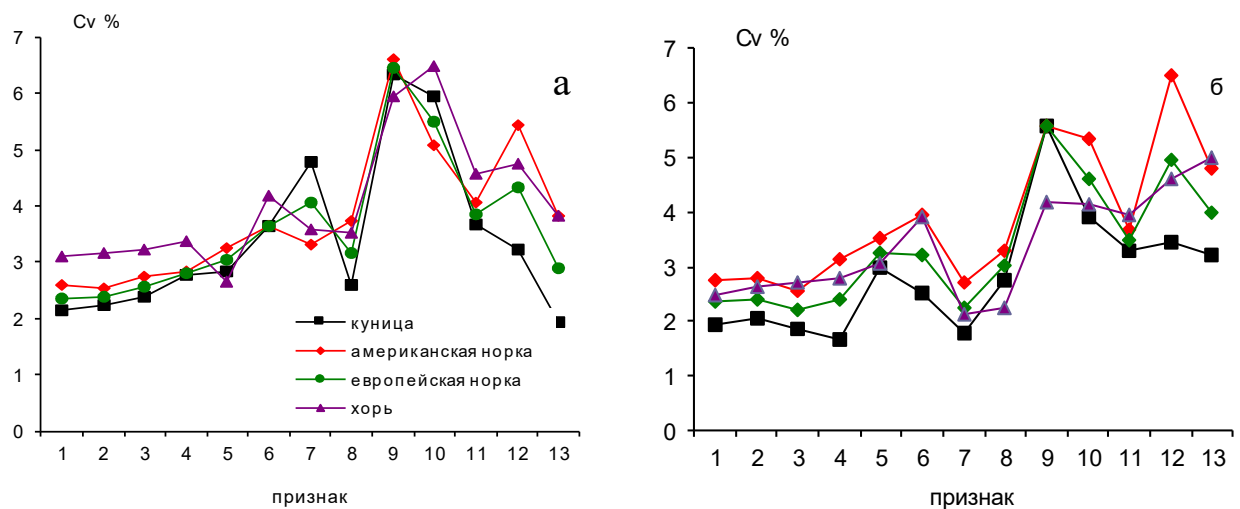 Cv %
а
7
6
5
4
3
2
1
0
куница
американская норка
европейская норка
хорь
1 2 3 4 5 6 7 8 9 10 11 12 13
признак
Cv %
б
7
6
5
4
3
2
1
0
1 2 3 4 5 6 7 8 9 10 11 12 13
признак